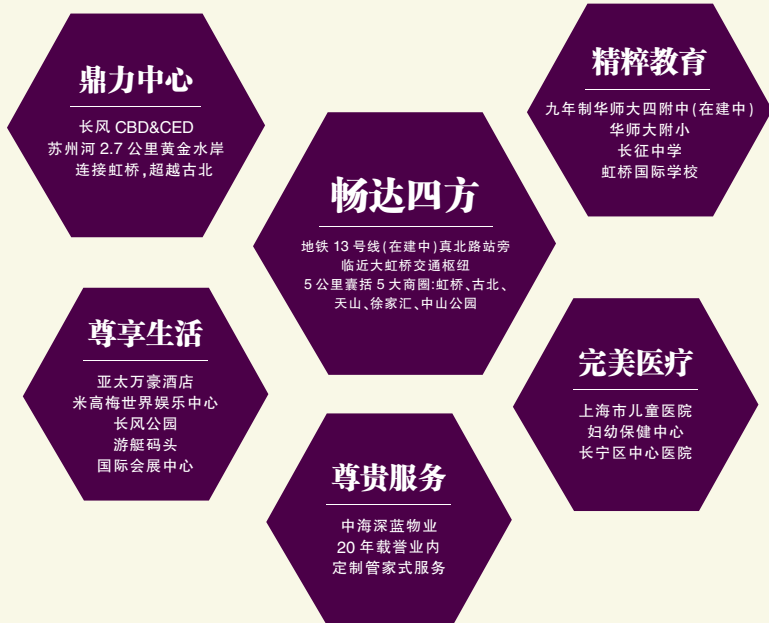 鼎力中心
长风 CBD&CED
苏州河 2.7 公里黄金水岸
连接虹桥,超越古北
精粹教育
九年制华师大四附中(在建中)
华师大附小
长征中学
虹桥国际学校
畅达四方
地铁 13 号线(在建中)真北路站旁
临近大虹桥交通枢纽
5 公里囊括 5 大商圈:虹桥、古北、
天山、徐家汇、中山公园
尊享生活
亚太万豪酒店
米高梅世界娱乐中心
长风公园
游艇码头
国际会展中心
完美医疗
上海市儿童医院
妇幼保健中心
长宁区中心医院
尊贵服务
中海深蓝物业
20 年载誉业内
定制管家式服务